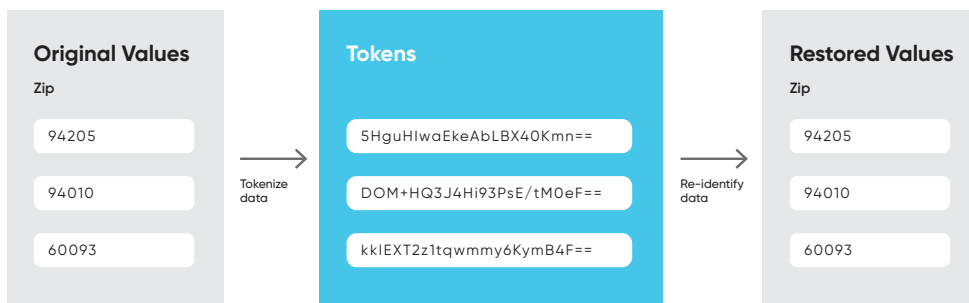 Original Values
Zip
94205
94010
60093
Tokenize
data
Tokens
5HguHIwaEkeAbLBX40Kmn==
DOM+HQ3J4Hi93PsE/tM0eF==
kkIEXT2z1tqwmmy6KymB4F==
Re-identify
data
Restored Values
Zip
94205
94010
60093